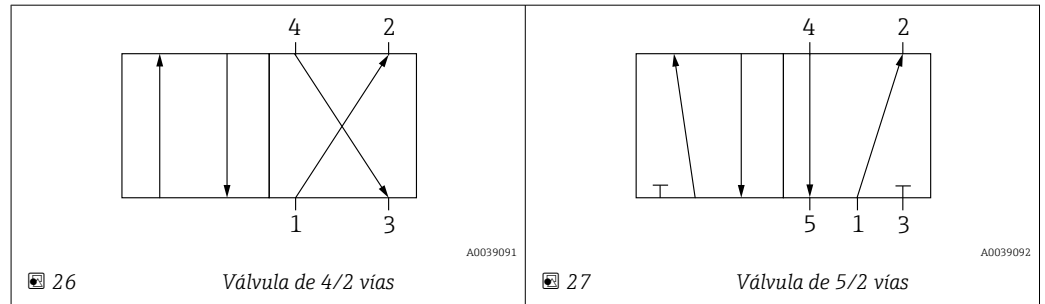 4 2
1 3
A0039091
26 Válvula de 4/2 vías
4 2
5 1 3
A0039092
27 Válvula de 5/2 vías